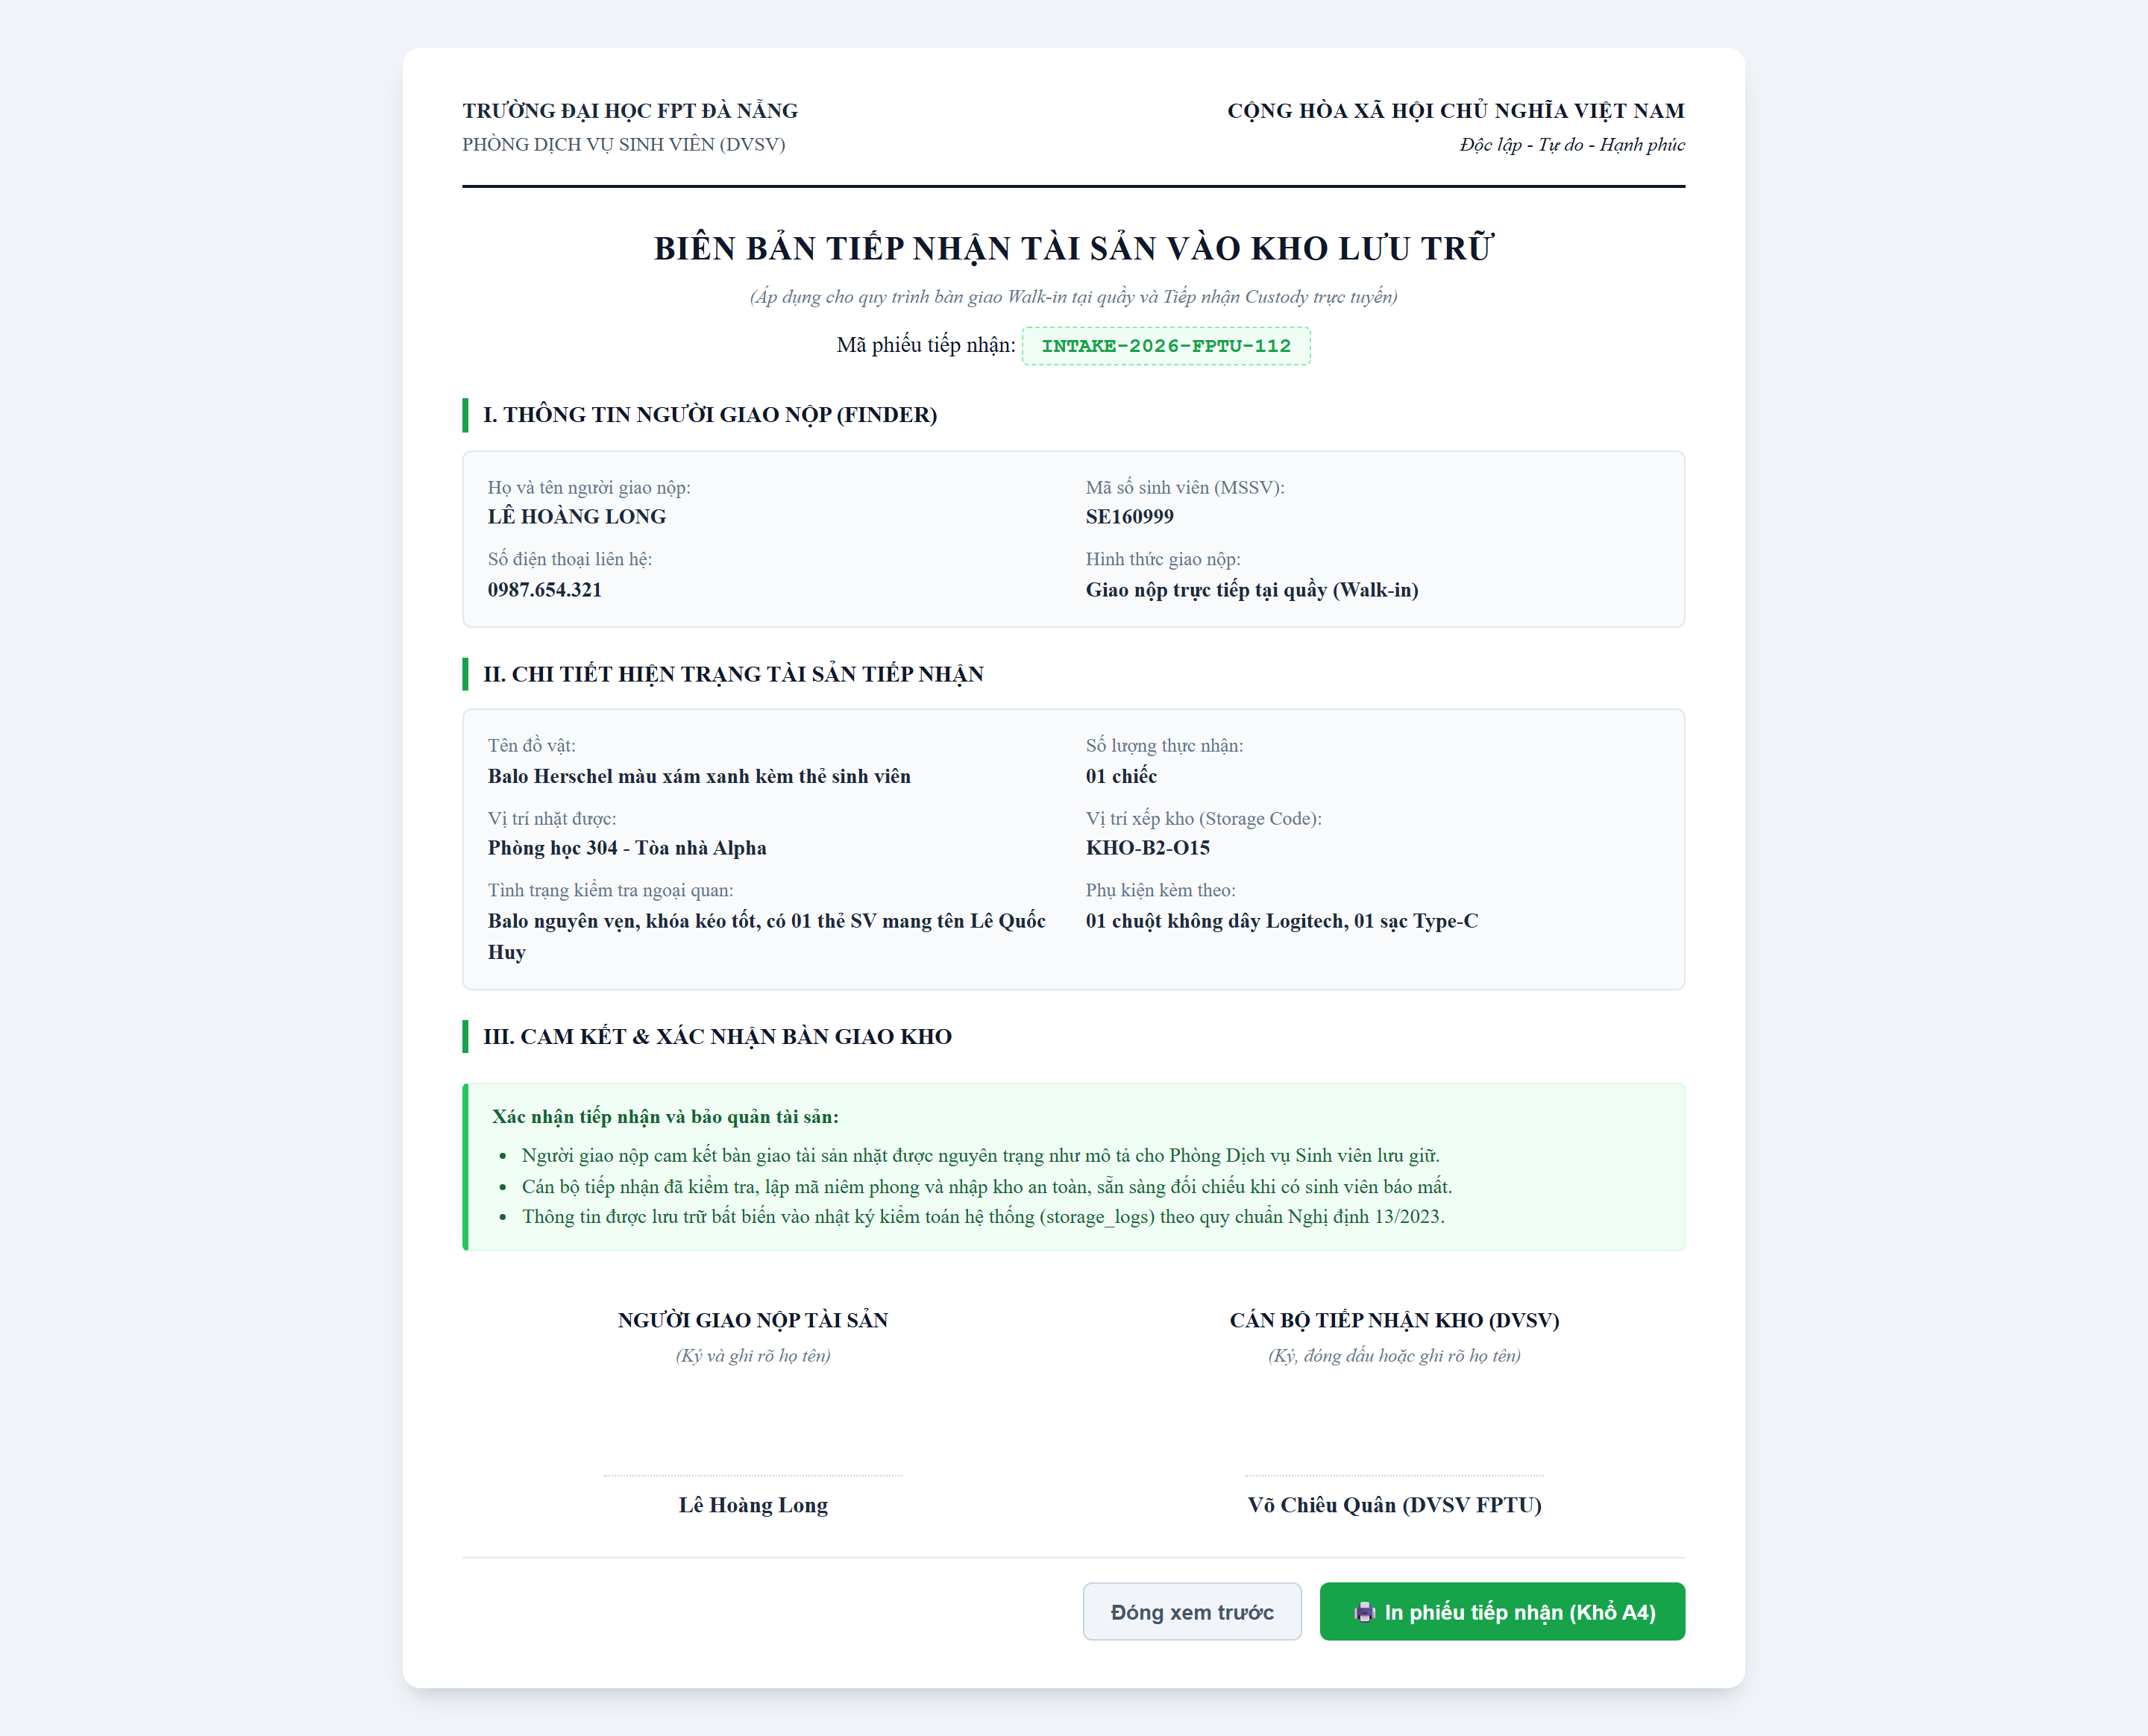 TRƯỜNG ĐẠI HỌC FPT ĐÀ NẴNG
PHÒNG DỊCH VỤ SINH VIÊN (DVSV)
CỘNG HÒA XÃ HỘI CHỦ NGHĨA VIỆT NAM
Độc lập - Tự do - Hạnh phúc
BIÊN BẢN TIẾP NHẬN TÀI SẢN VÀO KHO LƯU TRỮ
(Áp dụng cho quy trình bàn giao Walk-in tại quầy và Tiếp nhận Custody trực tuyến)
Mã phiếu tiếp nhận: INTAKE-2026-FPTU-112
I. THÔNG TIN NGƯỜI GIAO NỘP (FINDER)
Họ và tên người giao nộp:
LÊ HOÀNG LONG
Mã số sinh viên (MSSV):
SE160999
Số điện thoại liên hệ:
0987.654.321
Hình thức giao nộp:
Giao nộp trực tiếp tại quầy (Walk-in)
II. CHI TIẾT HIỆN TRẠNG TÀI SẢN TIẾP NHẬN
Tên đồ vật:
Balo Herschel màu xám xanh kèm thẻ sinh viên
Số lượng thực nhận:
01 chiếc
Vị trí nhặt được:
Phòng học 304 - Tòa nhà Alpha
Vị trí xếp kho (Storage Code):
KHO-B2-O15
Tình trạng kiểm tra ngoại quan:
Balo nguyên vẹn, khóa kéo tốt, có 01 thẻ SV mang tên Lê Quốc
Huy
Phụ kiện kèm theo:
01 chuột không dây Logitech, 01 sạc Type-C
III. CAM KẾT & XÁC NHẬN BÀN GIAO KHO
Xác nhận tiếp nhận và bảo quản tài sản:
• Người giao nộp cam kết bàn giao tài sản nhặt được nguyên trạng như mô tả cho Phòng Dịch vụ Sinh viên lưu giữ.
• Cán bộ tiếp nhận đã kiểm tra, lập mã niêm phong và nhập kho an toàn, sẵn sàng đối chiếu khi có sinh viên báo mất.
• Thông tin được lưu trữ bất biến vào nhật ký kiểm toán hệ thống (storage_logs) theo quy chuẩn Nghị định 13/2023.
NGƯỜI GIAO NỘP TÀI SẢN
(Ký và ghi rõ họ tên)
Lê Hoàng Long
CÁN BỘ TIẾP NHẬN KHO (DVSV)
(Ký, đóng dấu hoặc ghi rõ họ tên)
Võ Chiêu Quân (DVSV FPTU)
Đóng xem trước
In phiếu tiếp nhận (Khổ A4)